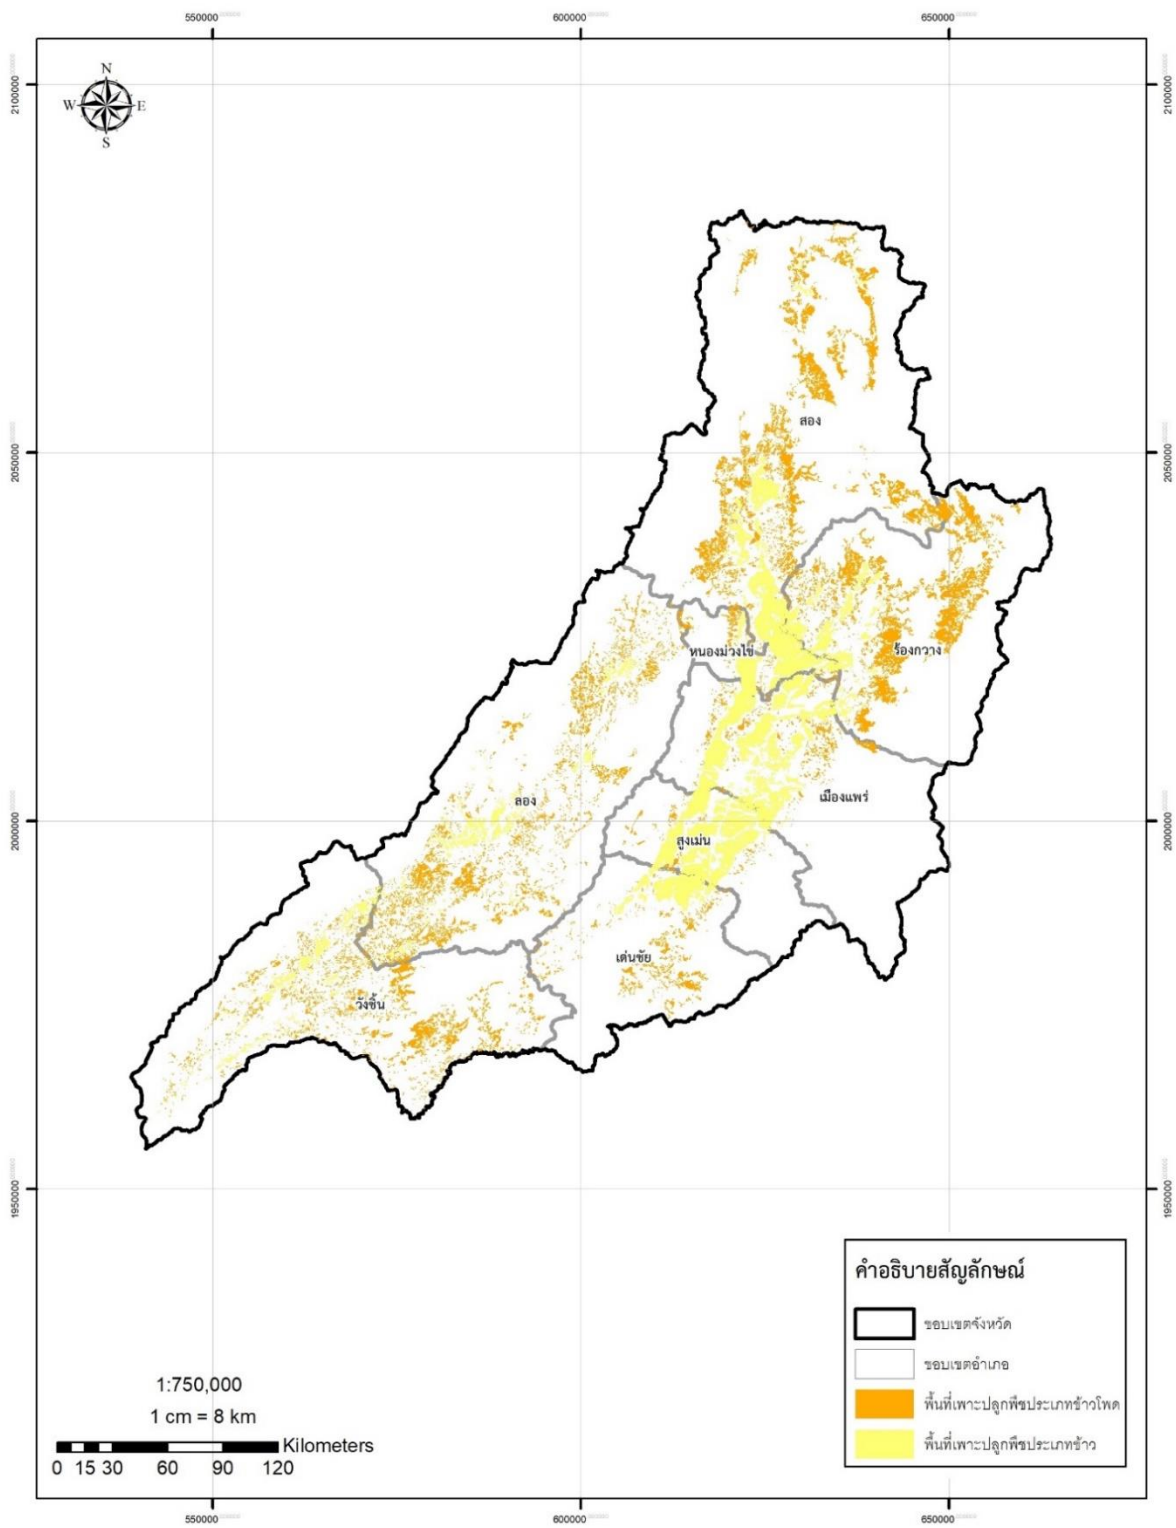 550000 600000 650000
2100000 2100000
N
W E
S
สอง
2050000 2050000
หนองม่วงไข่
ร้องกวาง
ลอง
เมืองแพร่
2000000 2000000
สูงเม่น
เด่นชัย
วังชิ้น
1950000 1950000
คำอธิบายสัญลักษณ์
ขอบเขตจังหวัด
ขอบเขตอำเภอ
พื้นที่เพาะปลูกพืชประเภทข้าวโพด
พื้นที่เพาะปลูกพืชประเภทข้าว
1:750,000
1 cm = 8 km
Kilometers
0 15 30 60 90 120
550000 600000 650000